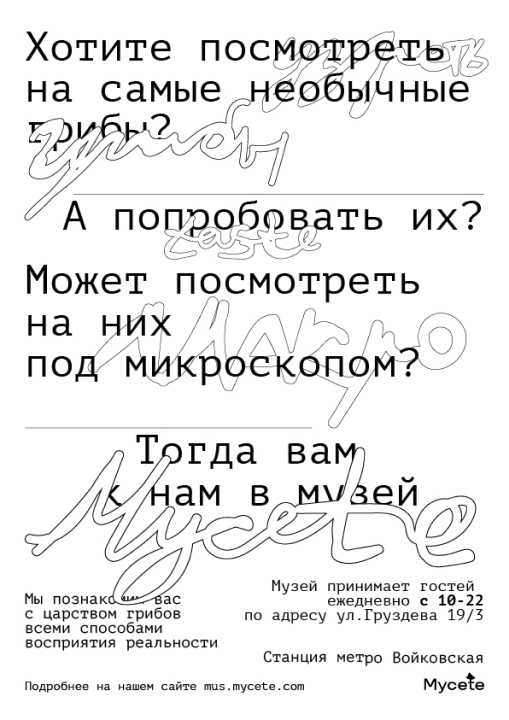 Хотите посмотреть
на самые необычные
грибы?
грибы
А попробовать их?
taste
Может посмотреть
на них
Макро
под микроскопом?
Тогда вам
к нам в музей
Mycete
Мы познакомим вас
с царством грибов
всеми способами
восприятия реальности
Музей принимает гостей
ежедневно с 10-22
по адресу ул.Груздева 19/3
Станция метро Войковская
Подробнее на нашем сайте mus.mycete.com
Mycete